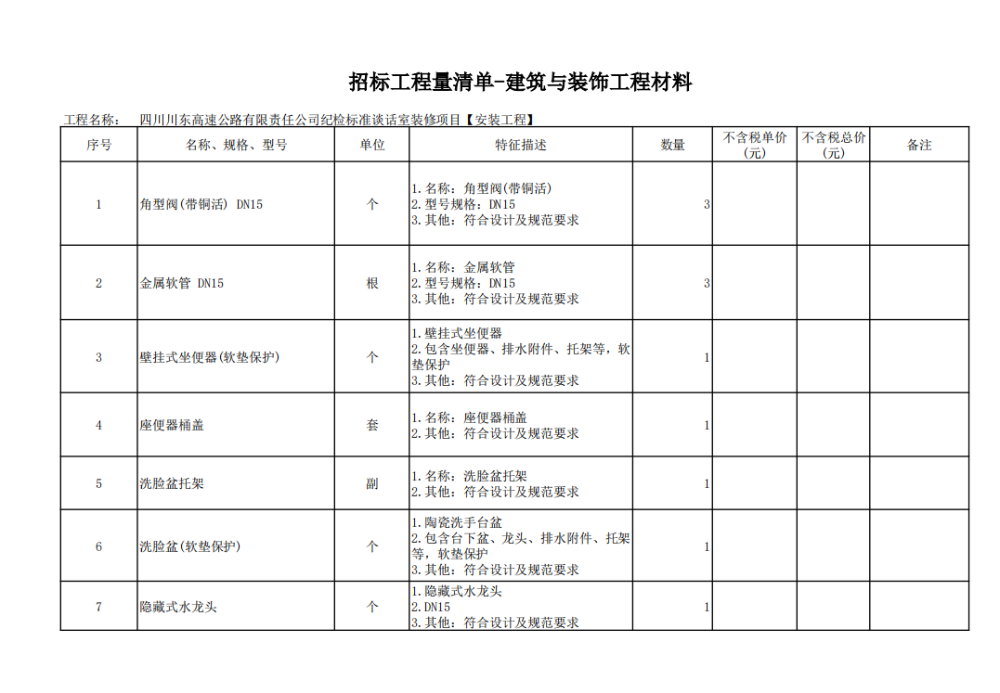 招标工程量清单-建筑与装饰工程材料
工程名称: 四川川东高速公路有限责任公司纪检标准谈话室装修项目【安装工程】
序号 名称、规格、型号 单位 特征描述 数量 不含税单价(元) 不含税总价(元) 备注
1 角型阀(带铜活) DN15 个 3
1.名称:角型阀(带铜活)
2.型号规格:DN15
3.其他:符合设计及规范要求
2 金属软管 DN15 根 3
1.名称:金属软管
2.型号规格:DN15
3.其他:符合设计及规范要求
3 壁挂式坐便器(软垫保护) 个 1
1.壁挂式坐便器
2.包含坐便器、排水附件、托架等,软
垫保护
3.其他:符合设计及规范要求
4 座便器桶盖 套 1
1.名称:座便器桶盖
2.其他:符合设计及规范要求
5 洗脸盆托架 副 1
1.名称:洗脸盆托架
2.其他:符合设计及规范要求
6 洗脸盆(软垫保护) 个 1
1.陶瓷洗手台盆
2.包含台下盆、龙头、排水附件、托架
等,软垫保护
3.其他:符合设计及规范要求
7 隐藏式水龙头 个 1
1.隐藏式水龙头
2.DN15
3.其他:符合设计及规范要求